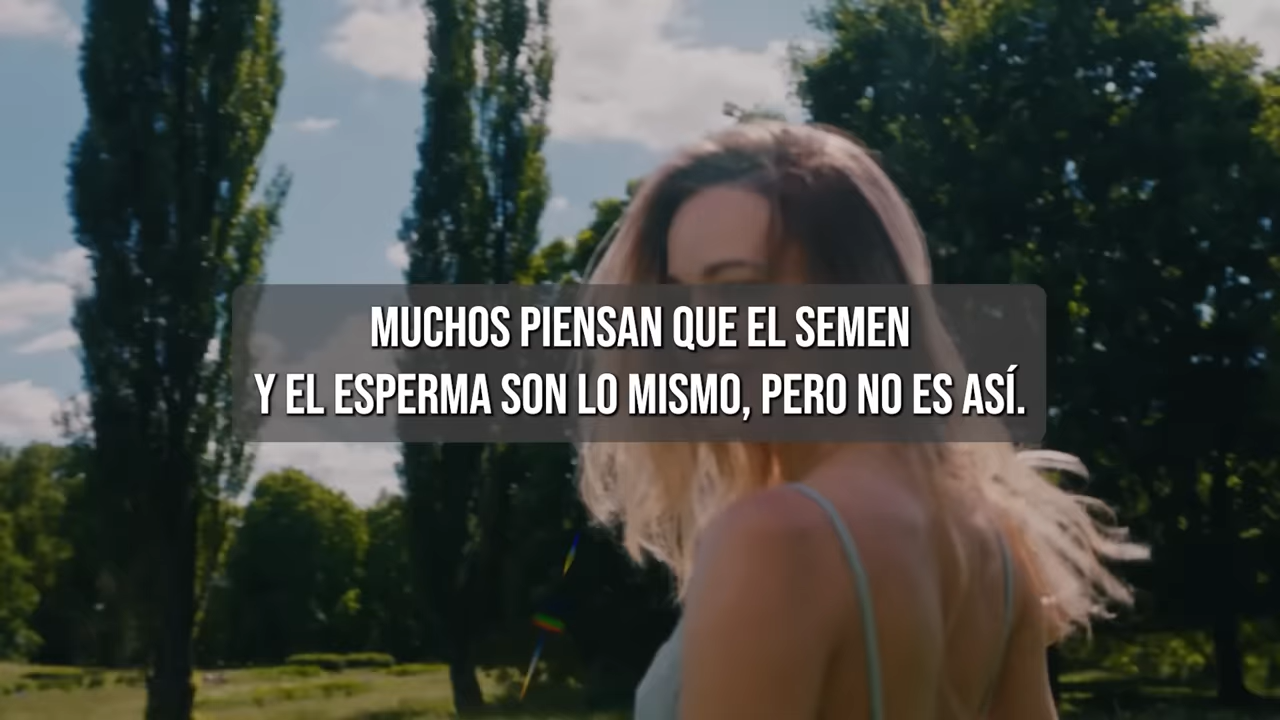 MUCHOS PIENSAN QUE EL SEMEN
Y EL ESPERMA SON LO MISMO, PERO NO ES ASÍ.